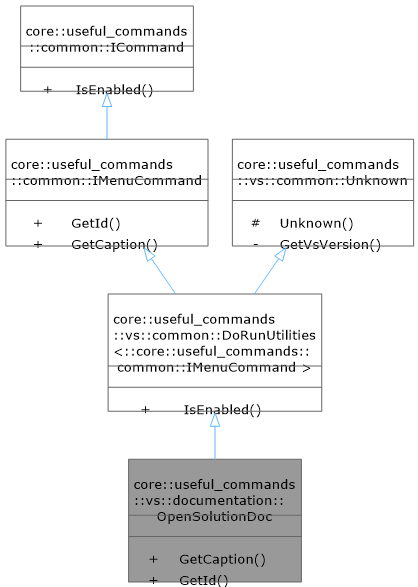 core::useful_commands
::common::ICommand
+ IsEnabled()
core::useful_commands
::common::IMenuCommand
+ GetId()
+ GetCaption()
core::useful_commands
::vs::common::Unknown
# Unknown()
- GetVsVersion()
core::useful_commands
::vs::common::DoRunUtilities
<::core::useful_commands::
common::IMenuCommand >
+ IsEnabled()
core::useful_commands
::vs::documentation::
OpenSolutionDoc
+ GetCaption()
+ GetId()